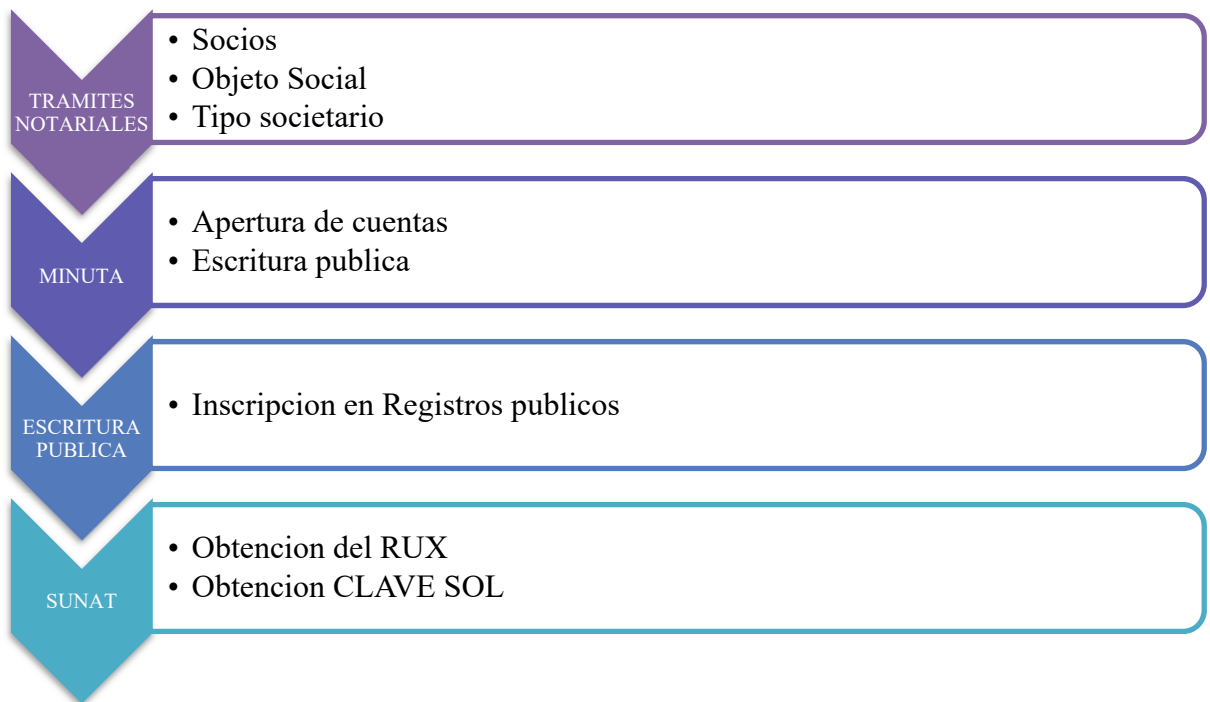 TRAMITES
NOTARIALES
• Socios
• Objeto Social
• Tipo societario
MINUTA
• Apertura de cuentas
• Escritura publica
ESCRITURA
PUBLICA
• Inscripcion en Registros publicos
SUNAT
• Obtencion del RUX
• Obtencion CLAVE SOL